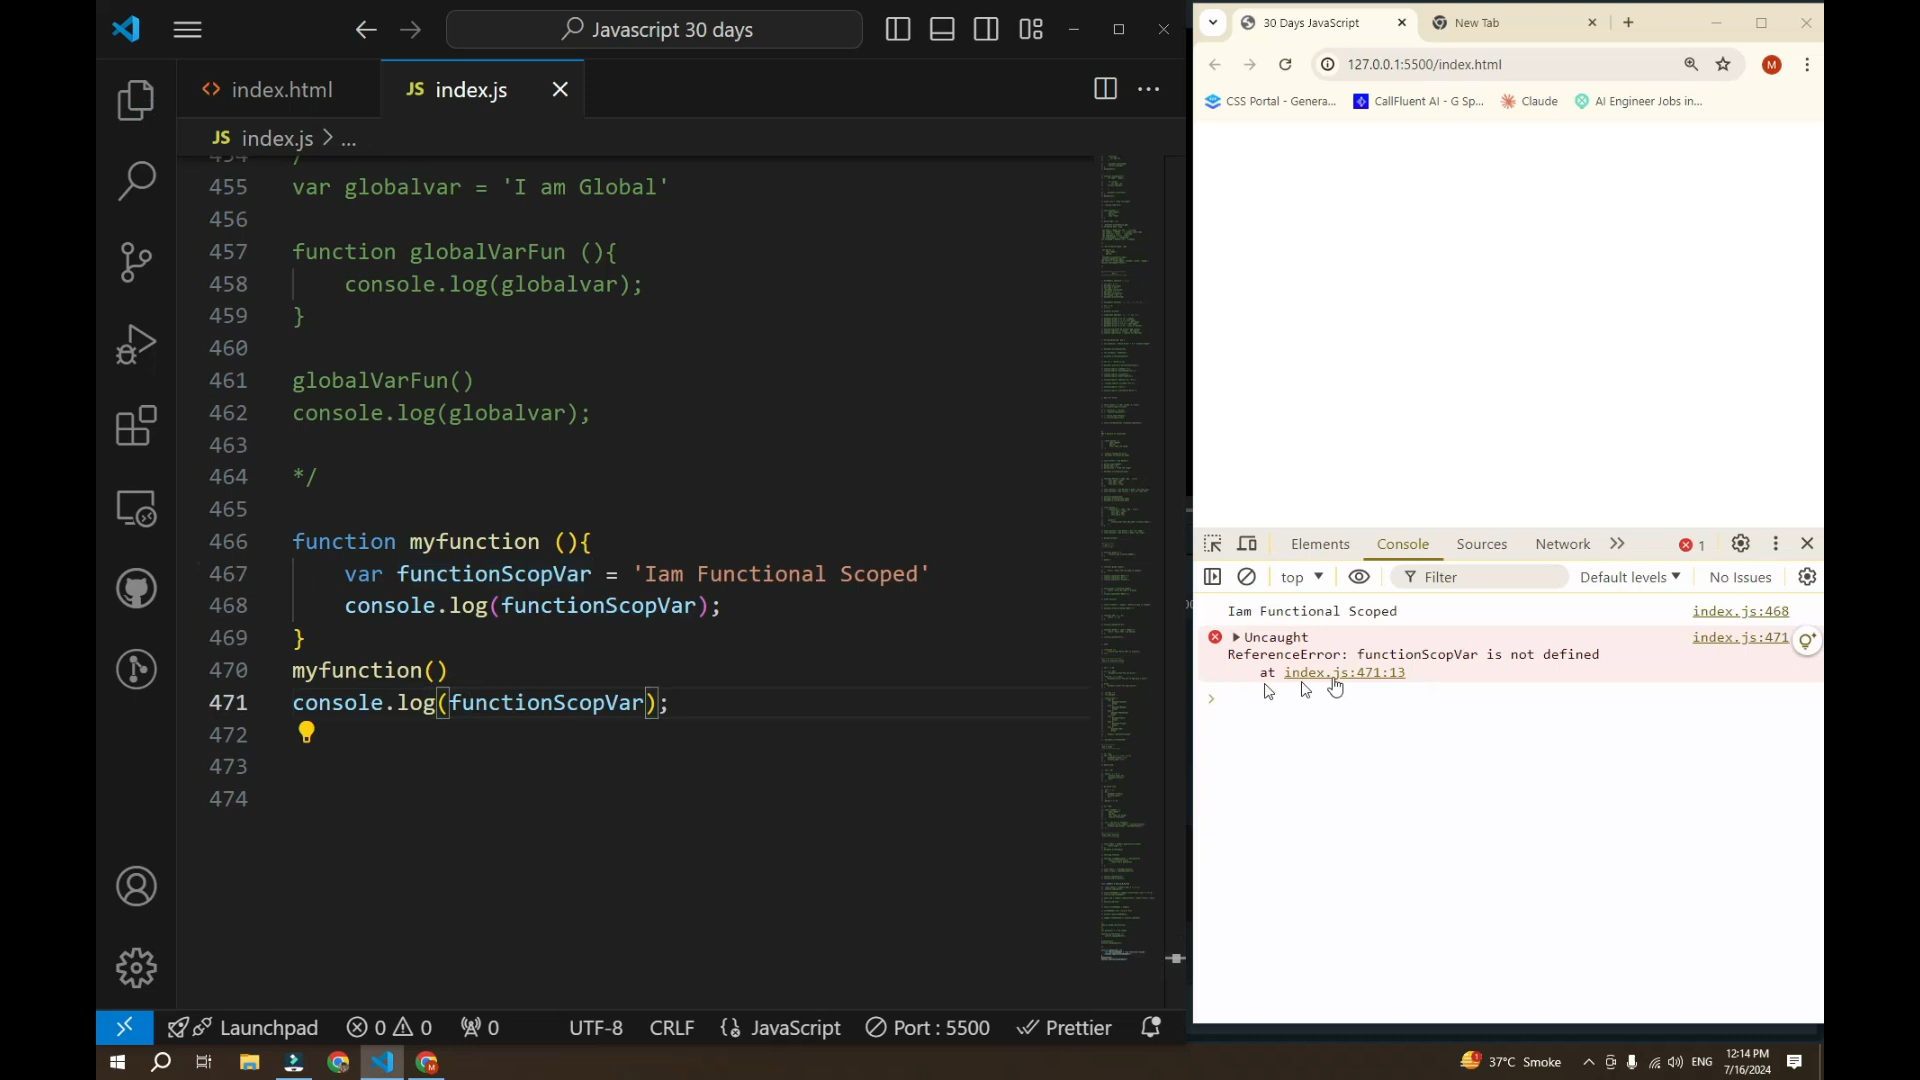 Javascript 30 days
index.html
JS index.js
JS index.js > ...
454 /
455 var globalvar = 'I am Global'
456
457 function globalVarFun (){
458 console.log(globalvar);
459 }
460
461 globalVarFun()
462 console.log(globalvar);
463
464 */
465
466 function myfunction (){
467 var functionScopVar = 'Iam Functional Scoped'
468 console.log(functionScopVar);
469 }
470 myfunction()
471 console.log(functionScopVar);
472
473
474
Launchpad 0 0 0 UTF-8 CRLF JavaScript Port : 5500 Prettier
30 Days JavaScript
New Tab
127.0.0.1:5500/index.html
M
CSS Portal - Genera...
CallFluent AI - G Sp...
Claude
AI Engineer Jobs in...
Elements Console Sources Network 1
top Filter Default levels No Issues
Iam Functional Scoped index.js:468
Uncaught index.js:471
ReferenceError: functionScopVar is not defined
at index.js:471:13
37°C Smoke ENG
12:14 PM
7/16/2024